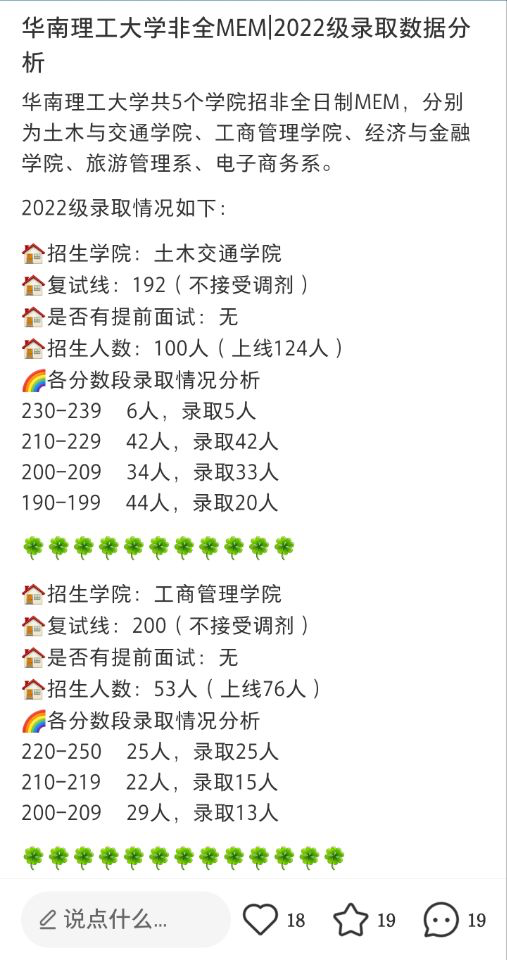 华南理工大学非全MEM|2022级录取数据分
析
华南理工大学共5个学院招非全日制MEM，分别
为土木与交通学院、工商管理学院、经济与金融
学院、旅游管理系、电子商务系。
2022级录取情况如下：
🏠招生学院：土木交通学院
🏠复试线：192（不接受调剂）
🏠是否有提前面试：无
🏠招生人数：100人（上线124人）
🌈各分数段录取情况分析
230-239 6人，录取5人
210-229 42人，录取42人
200-209 34人，录取33人
190-199 44人，录取20人
🍀🍀🍀🍀🍀🍀🍀🍀🍀🍀🍀
🏠招生学院：工商管理学院
🏠复试线：200（不接受调剂）
🏠是否有提前面试：无
🏠招生人数：53人（上线76人）
🌈各分数段录取情况分析
220-250 25人，录取25人
210-219 22人，录取15人
200-209 29人，录取13人
🍀🍀🍀🍀🍀🍀🍀🍀🍀🍀🍀🍀🍀
说点什么... 18 19 19